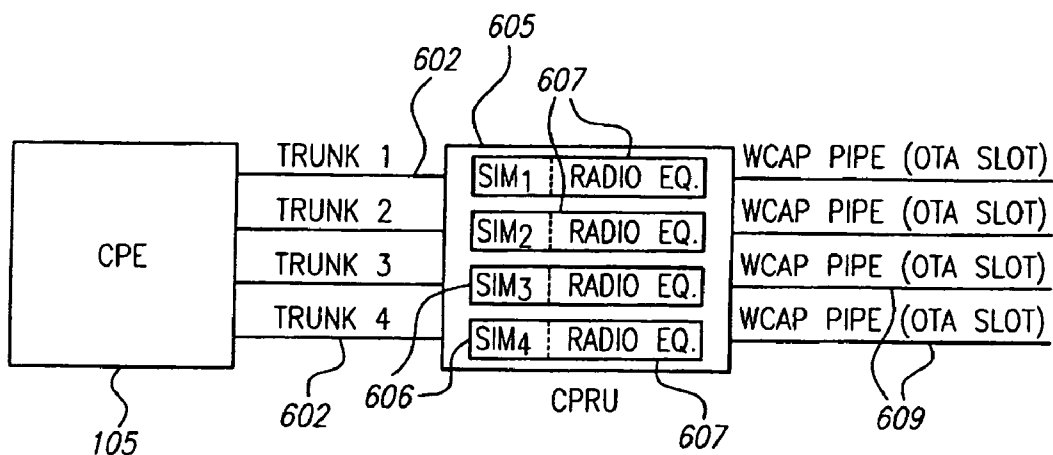 605
602
607
TRUNK 1
SIM1 RADIO EQ.
WCAP PIPE (OTA SLOT)
TRUNK 2
SIM2 RADIO EQ.
WCAP PIPE (OTA SLOT)
CPE
TRUNK 3
SIM3 RADIO EQ.
WCAP PIPE (OTA SLOT)
TRUNK 4
SIM4 RADIO EQ.
WCAP PIPE (OTA SLOT)
CPRU
105
602
606
607
609